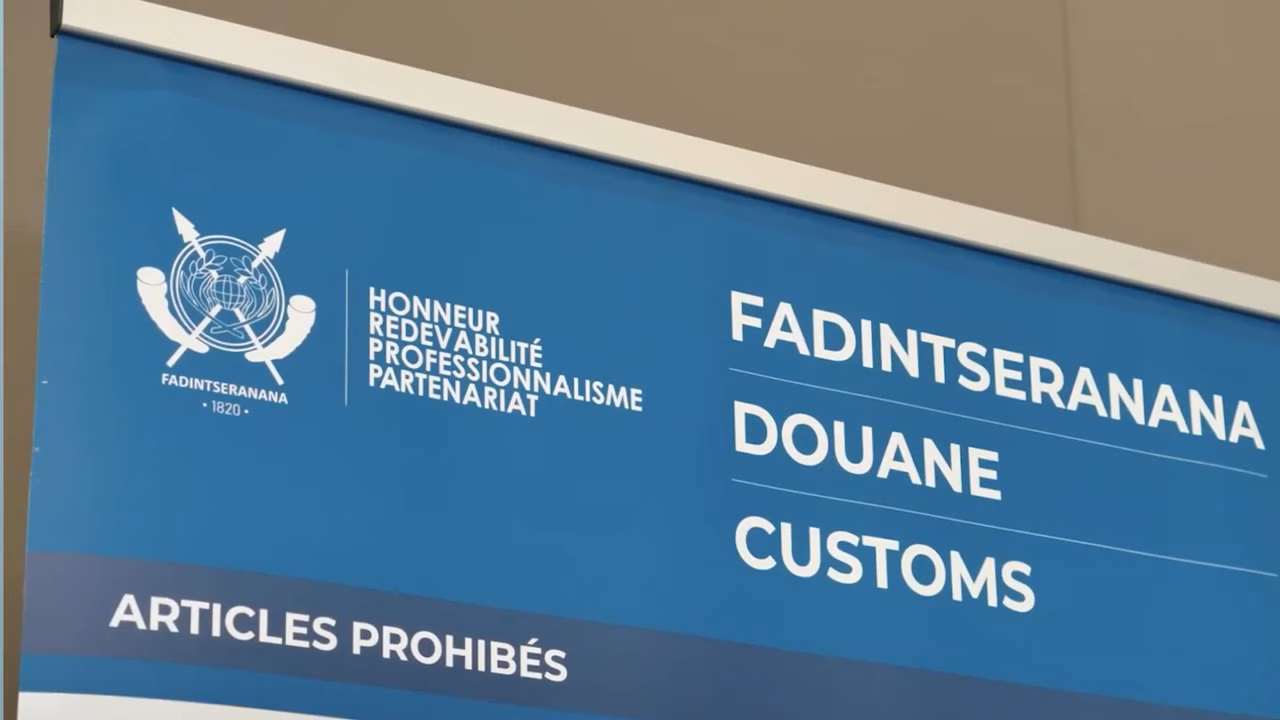 FADINTSERANANA
• 1820 •
HONNEUR
REDEVABILITÉ
PROFESSIONNALISME
PARTENARIAT
FADINTSERANANA
DOUANE
CUSTOMS
ARTICLES PROHIBÉS